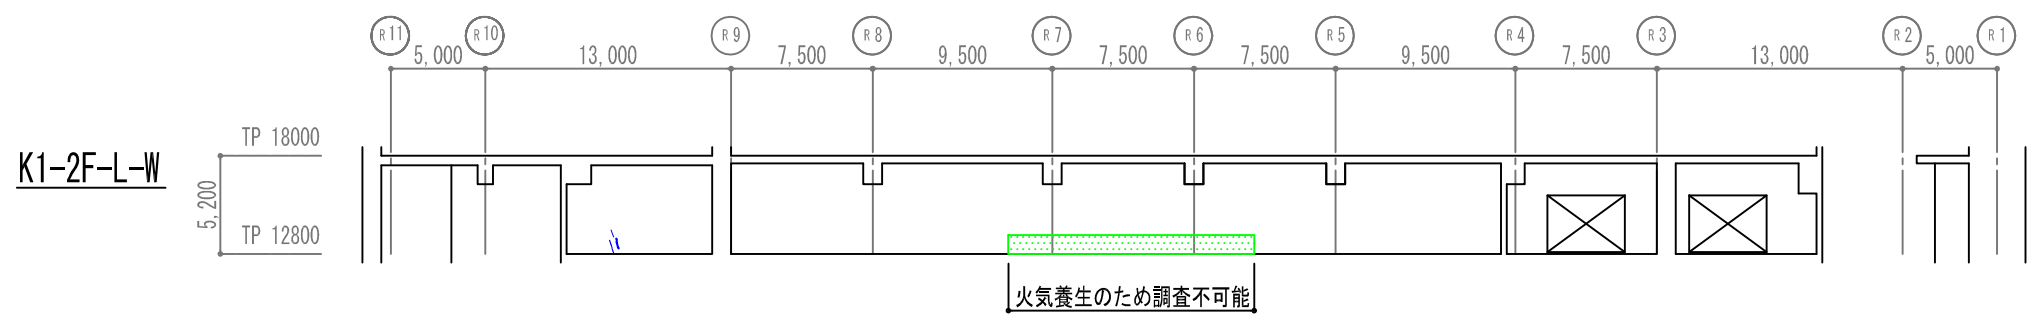 R11 R10 R9 R8 R7 R6 R5 R4 R3 R2 R1
5,000 13,000 7,500 9,500 7,500 7,500 9,500 7,500 13,000 5,000
TP 18000
K1-2F-L-W
5,200
TP 12800
火気養生のため調査不可能